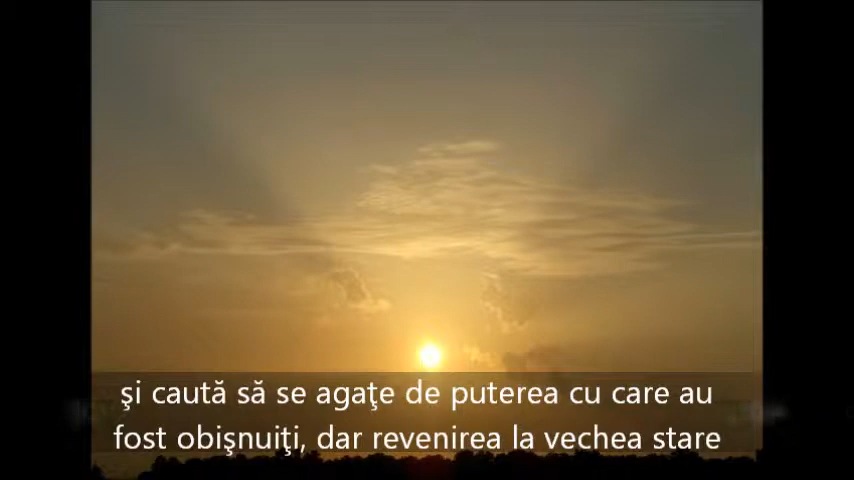 şi caută să se agaţe de puterea cu care au
fost obişnuiţi, dar revenirea la vechea stare